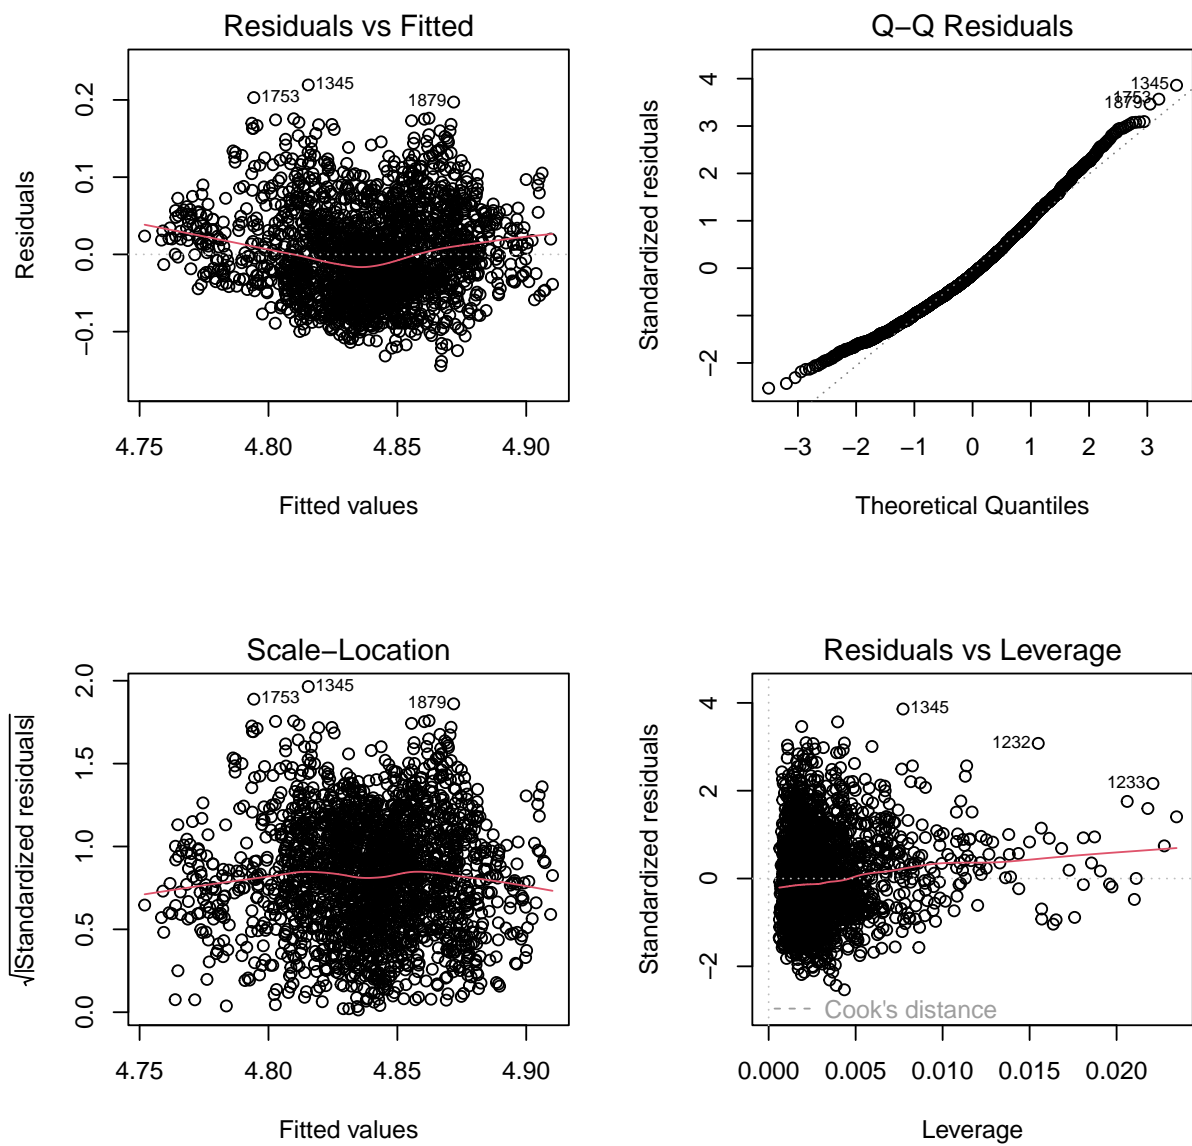 Residuals vs Fitted
Residuals
0.2
0.1
0.0
−0.1
1753
1345
1879
4.75 4.80 4.85 4.90
Fitted values
Q−Q Residuals
Standardized residuals
4
3
2
1
0
−2
1345
1753
1879
−3 −2 −1 0 1 2 3
Theoretical Quantiles
Scale−Location
√|Standardized residuals|
2.0
1.5
1.0
0.5
0.0
1753
1345
1879
4.75 4.80 4.85 4.90
Fitted values
Residuals vs Leverage
Standardized residuals
4
2
0
−2
1345
1232
1233
Cook's distance
0.000 0.005 0.010 0.015 0.020
Leverage